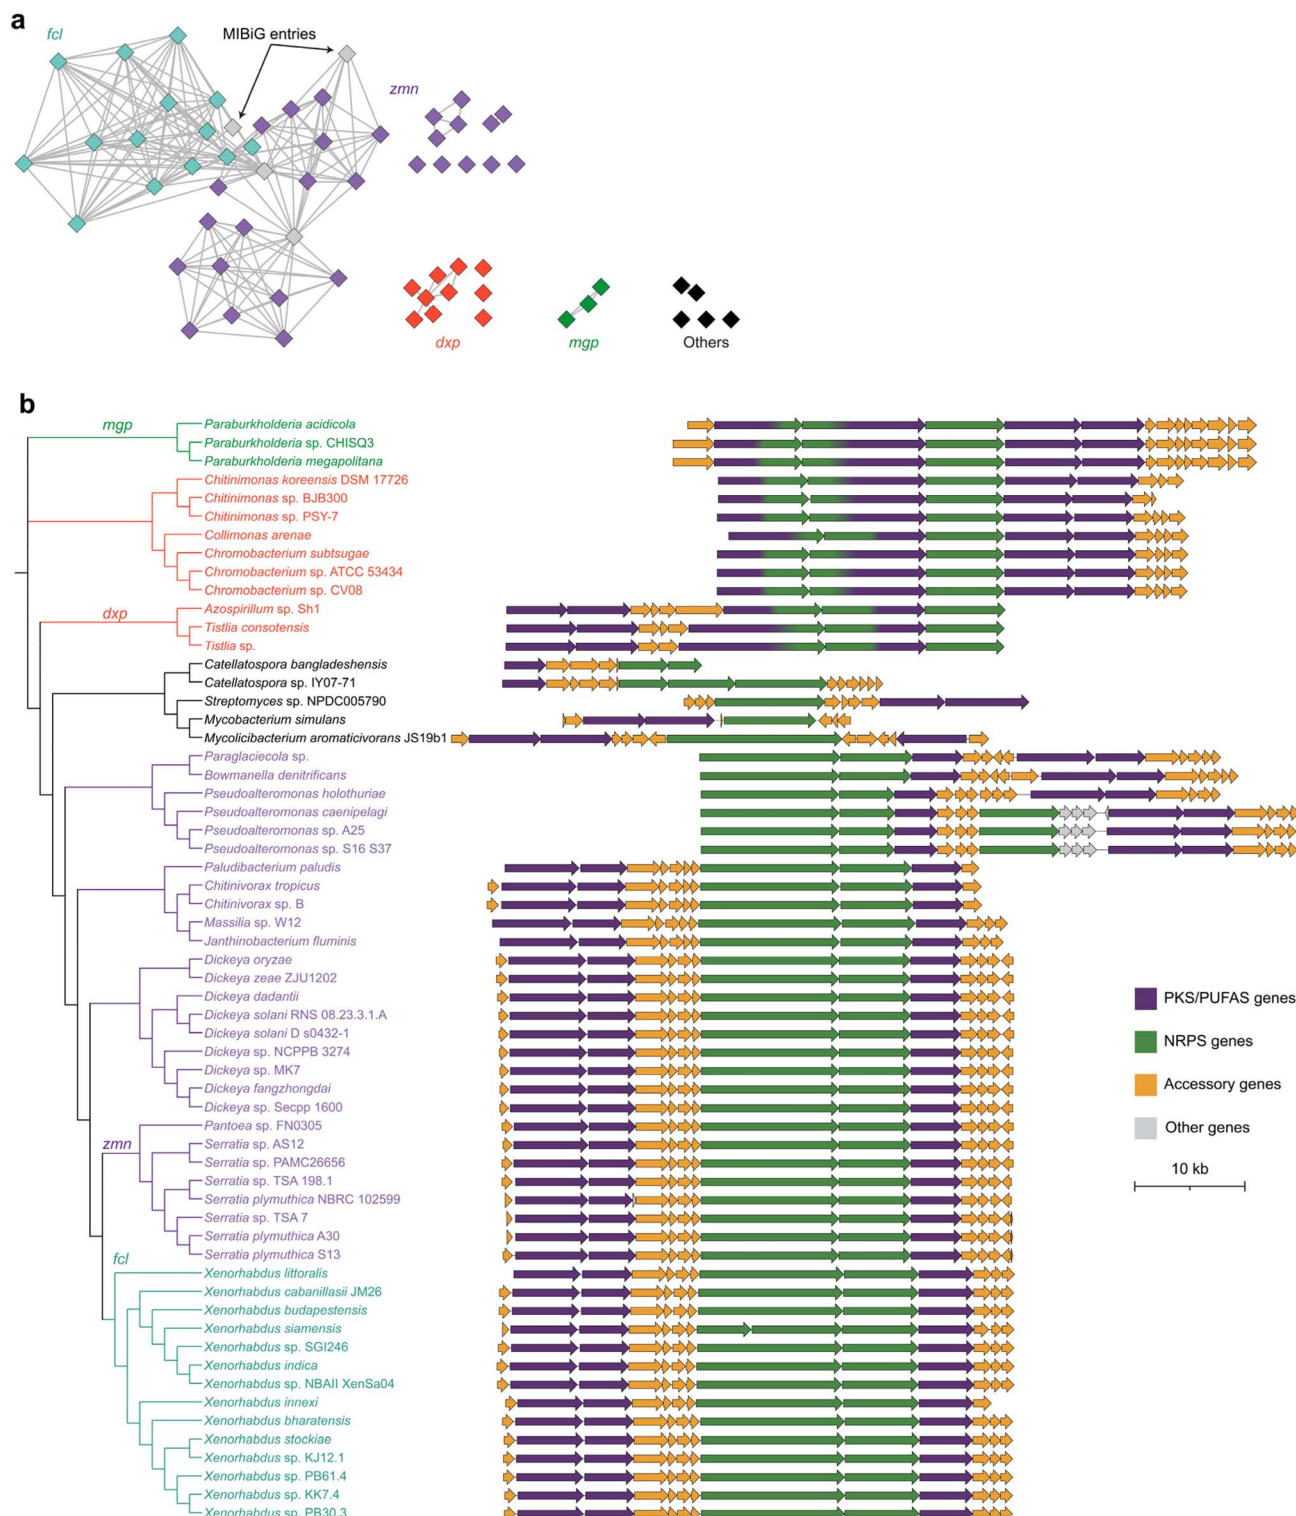 a
fcl
MIBiG entries
zmn
dxp
mgp
Others
b
mgp
Paraburkholderia acidicola
Paraburkholderia sp. CHISQ3
Paraburkholderia megapolitana
Chitinimonas koreensis DSM 17726
Chitinimonas sp. BJB300
Chitinimonas sp. PSY-7
Collimonas arenae
Chromobacterium subtsugae
Chromobacterium sp. ATCC 53434
Chromobacterium sp. CV08
dxp
Azospirillum sp. Sh1
Tistlia consotensis
Tistlia sp.
Catellatospora bangladeshensis
Catellatospora sp. IY07-71
Streptomyces sp. NPDC005790
Mycobacterium simulans
Mycolicibacterium aromaticivorans JS19b1
Paraglaciecola sp.
Bowmanella denitrificans
Pseudoalteromonas holothuriae
Pseudoalteromonas caenipelagi
Pseudoalteromonas sp. A25
Pseudoalteromonas sp. S16 S37
Paludibacterium paludis
Chitinivorax tropicus
Chitinivorax sp. B
Massilia sp. W12
Janthinobacterium fluminis
Dickeya oryzae
Dickeya zeae ZJU1202
Dickeya dadantii
Dickeya solani RNS 08.23.3.1.A
Dickeya solani D s0432-1
Dickeya sp. NCPPB 3274
Dickeya sp. MK7
Dickeya fangzhongdai
Dickeya sp. Secpp 1600
Pantoea sp. FN0305
zmn
Serratia sp. AS12
Serratia sp. PAMC26656
Serratia sp. TSA 198.1
Serratia plymuthica NBRC 102599
Serratia sp. TSA 7
Serratia plymuthica A30
Serratia plymuthica S13
fcl
Xenorhabdus littoralis
Xenorhabdus cabanillasii JM26
Xenorhabdus budapestensis
Xenorhabdus siamensis
Xenorhabdus sp. SGI246
Xenorhabdus indica
Xenorhabdus sp. NBAII XenSa04
Xenorhabdus innexi
Xenorhabdus bharatensis
Xenorhabdus stockiae
Xenorhabdus sp. KJ12.1
Xenorhabdus sp. PB61.4
Xenorhabdus sp. KK7.4
Xenorhabdus sp. PB30.3
PKS/PUFAS genes
NRPS genes
Accessory genes
Other genes
10 kb